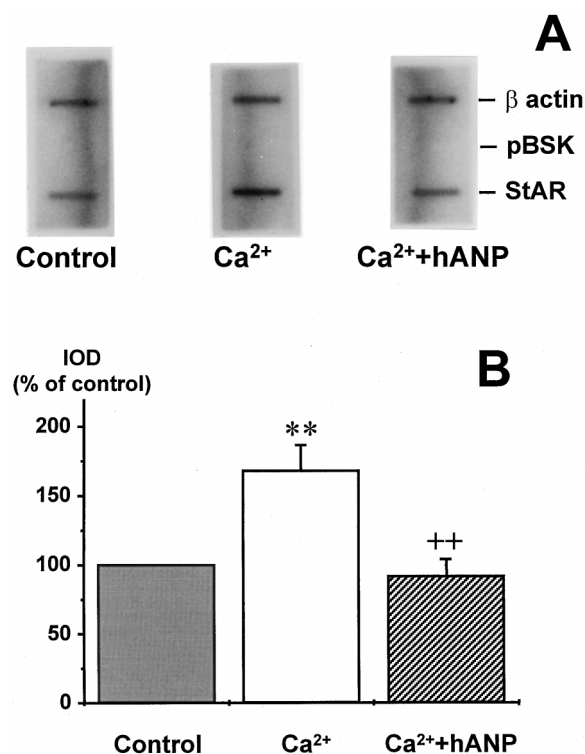 A
β actin
pBSK
StAR
Control Ca²⁺ Ca²⁺+hANP
IOD
(% of control)
B
200
**
150
++
100
50
0
Control Ca²⁺ Ca²⁺+hANP